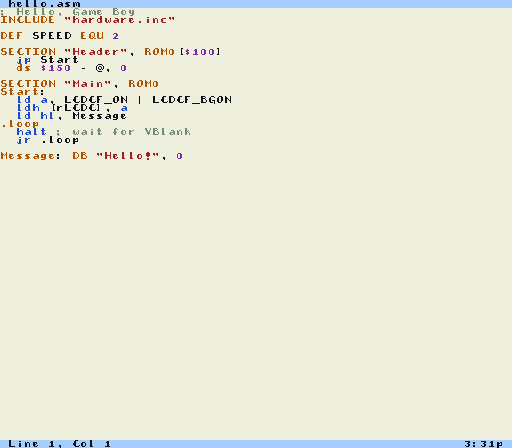 hello.asm
; Hello, Game Boy
INCLUDE "hardware.inc"
DEF SPEED EQU 2
SECTION "Header", ROM0[$100]
jp Start
ds $150 - @, 0
SECTION "Main", ROM0
Start:
ld a, LCDCF_ON | LCDCF_BGON
ldh [rLCDC], a
ld hl, Message
.loop
halt ; wait for VBlank
jr .loop
Message: DB "Hello!", 0
Line 1, Col 1
3:31p